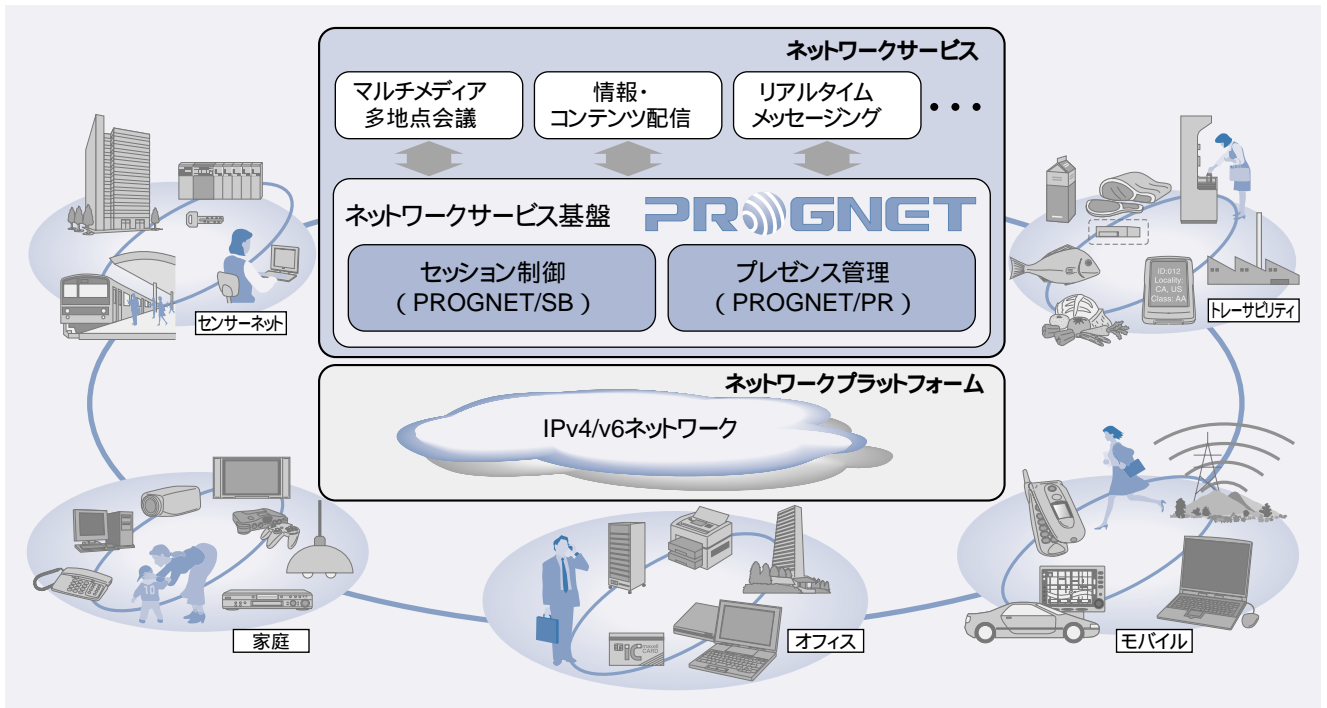 ネットワークサービス
マルチメディア
多地点会議
情報・
コンテンツ配信
リアルタイム
メッセージング
・・・
ネットワークサービス基盤
PROGNET
セッション制御
（PROGNET/SB）
プレゼンス管理
（PROGNET/PR）
ネットワークプラットフォーム
IPv4/v6ネットワーク
センサーネット
ID:012
Locality:
CA, US
Class: AA
トレーサビリティ
10
家庭
iC
maxell
CARD
オフィス
モバイル